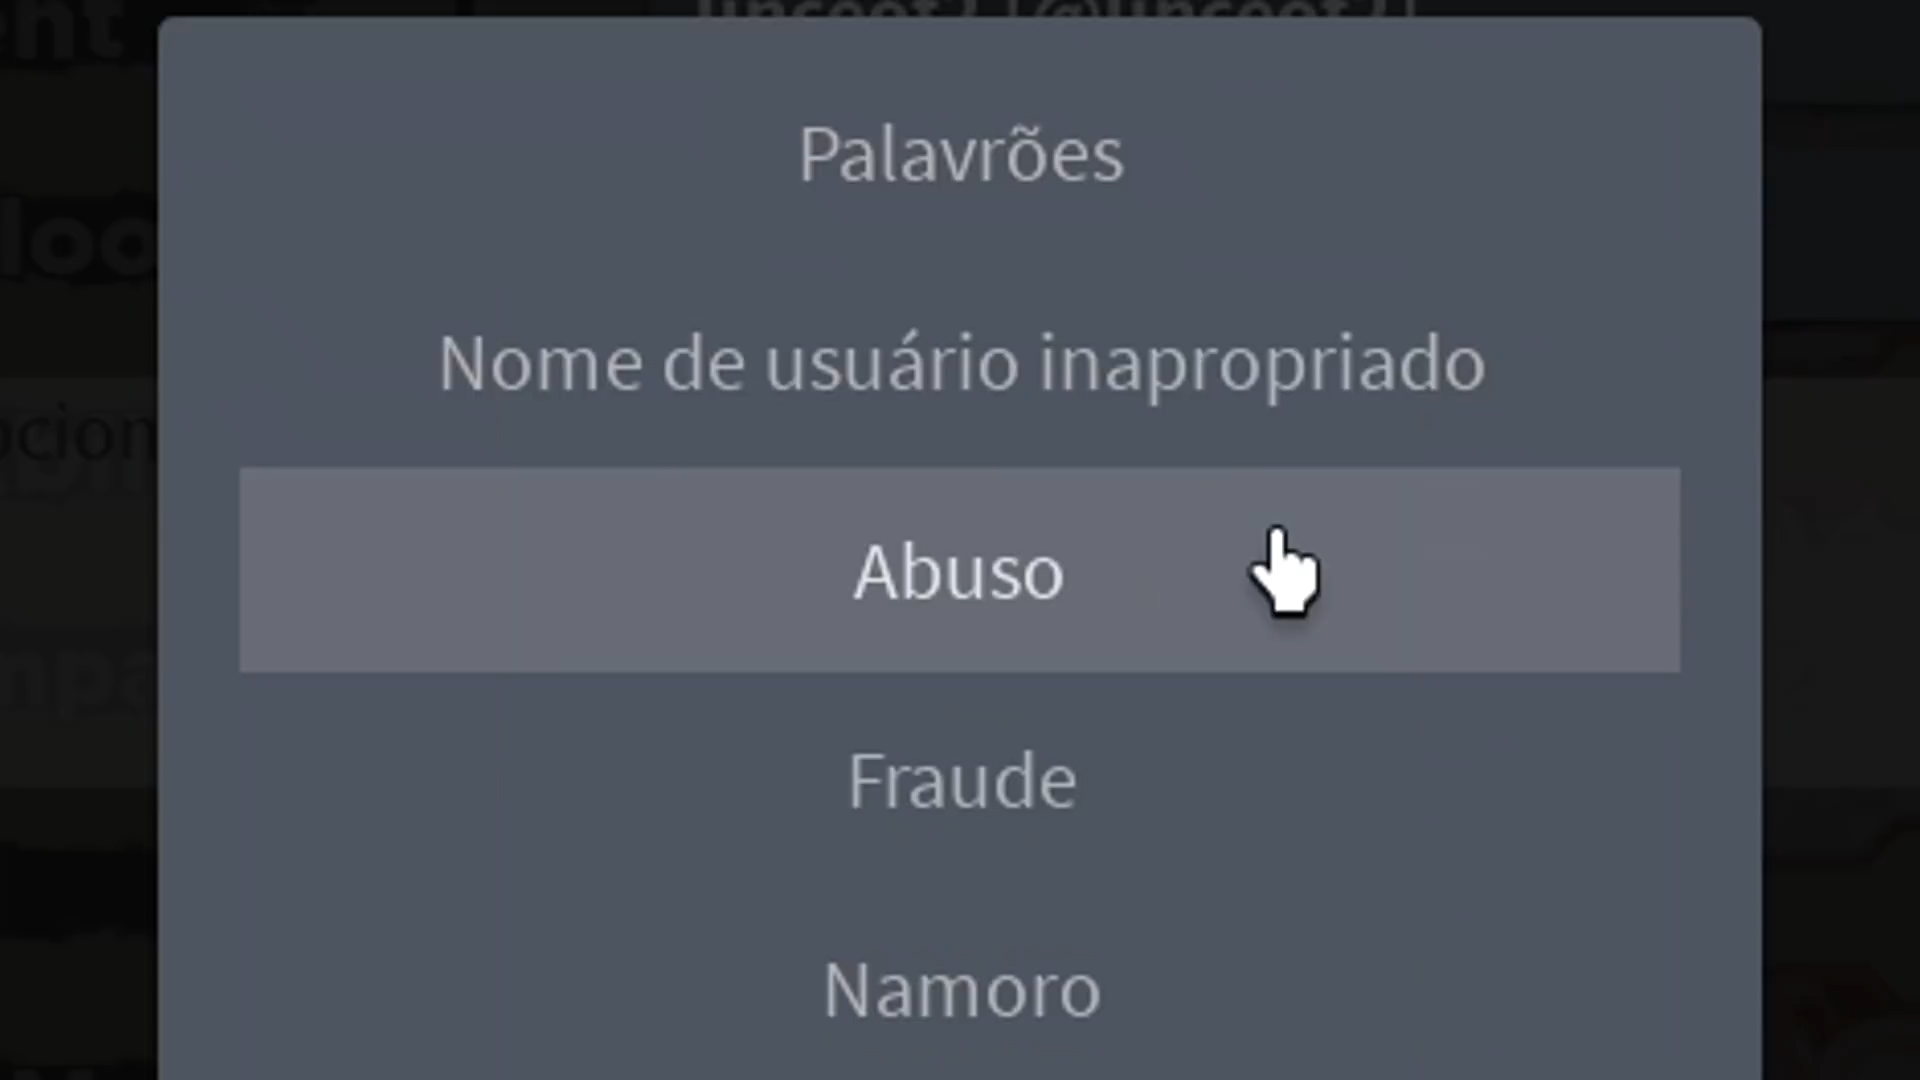 Palavrões
Nome de usuário inapropriado
Abuso
Fraude
Namoro